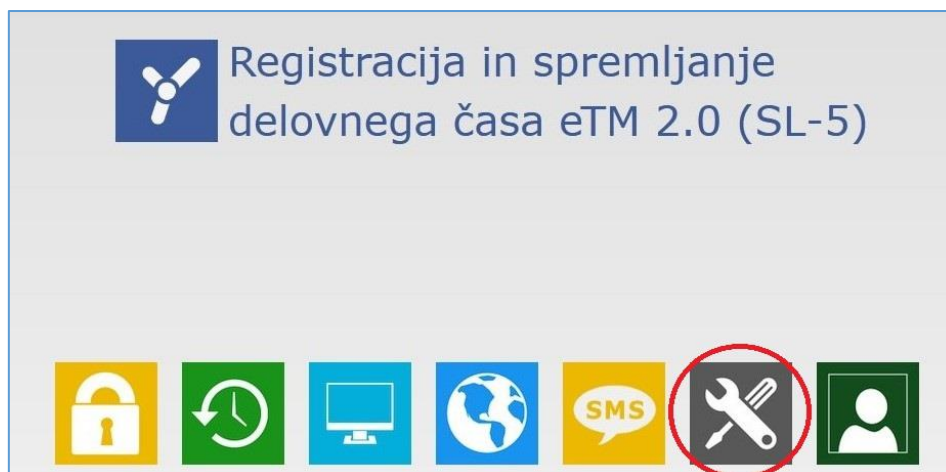 Registracija in spremljanje
delovnega časa eTM 2.0 (SL-5)
SMS